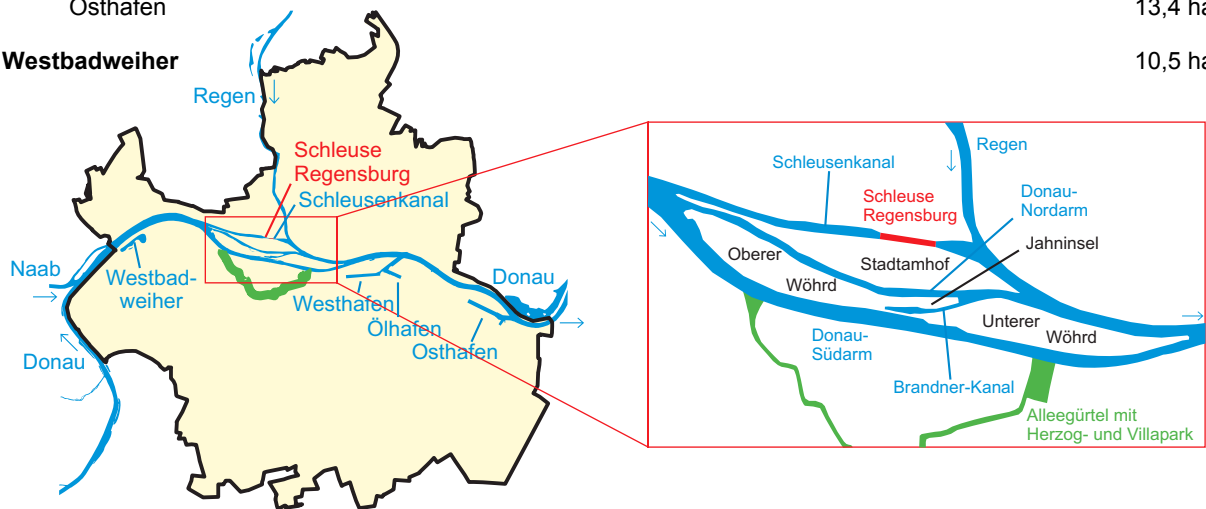 Osthafen 13,4 ha
Westbadweiher 10,5 ha
Regen
Schleuse
Regensburg
Schleusenkanal
Naab
Westbad-
weiher
Westhafen
Ölhafen
Osthafen
Donau
Donau
Schleusenkanal
Regen
Schleuse
Regensburg
Donau-
Nordarm
Jahninsel
Oberer
Wöhrd
Stadtamhof
Unterer
Wöhrd
Donau-
Südarm
Brandner-Kanal
Alleegürtel mit
Herzog- und Villapark